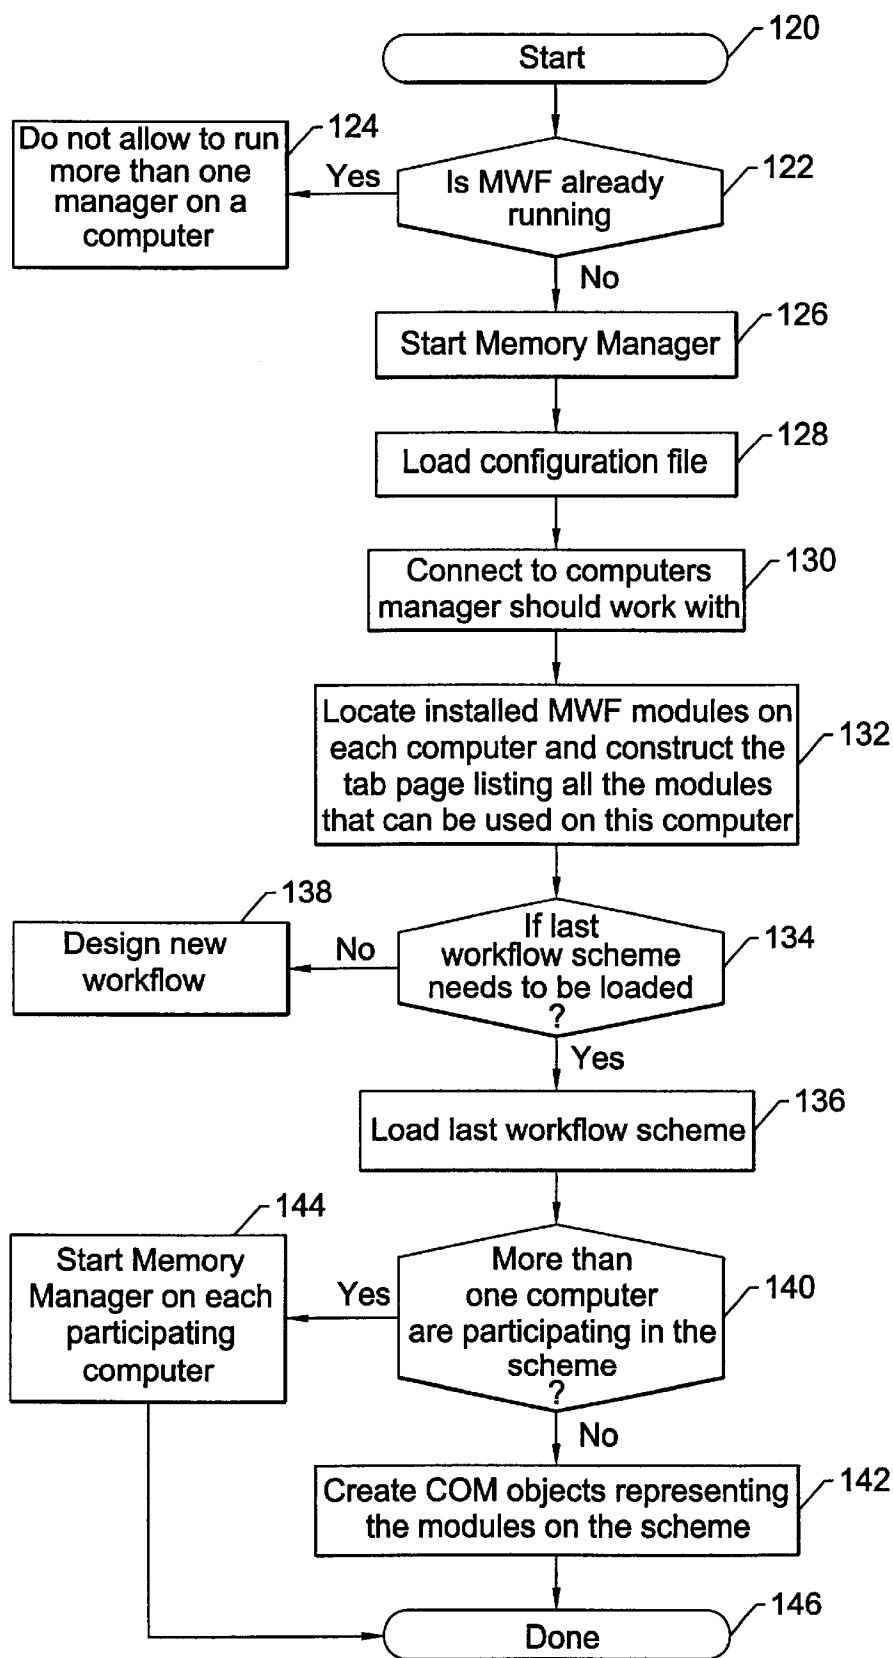 Start
120
Is MWF already
running
122
Yes
Do not allow to run
more than one
manager on a
computer
124
No
Start Memory Manager
126
Load configuration file
128
Connect to computers
manager should work with
130
Locate installed MWF modules on
each computer and construct the
tab page listing all the modules
that can be used on this computer
132
If last
workflow scheme
needs to be loaded
?
134
No
Design new
workflow
138
Yes
Load last workflow scheme
136
More than
one computer
are participating in the
scheme
?
140
Yes
Start Memory
Manager on each
participating
computer
144
No
Create COM objects representing
the modules on the scheme
142
Done
146